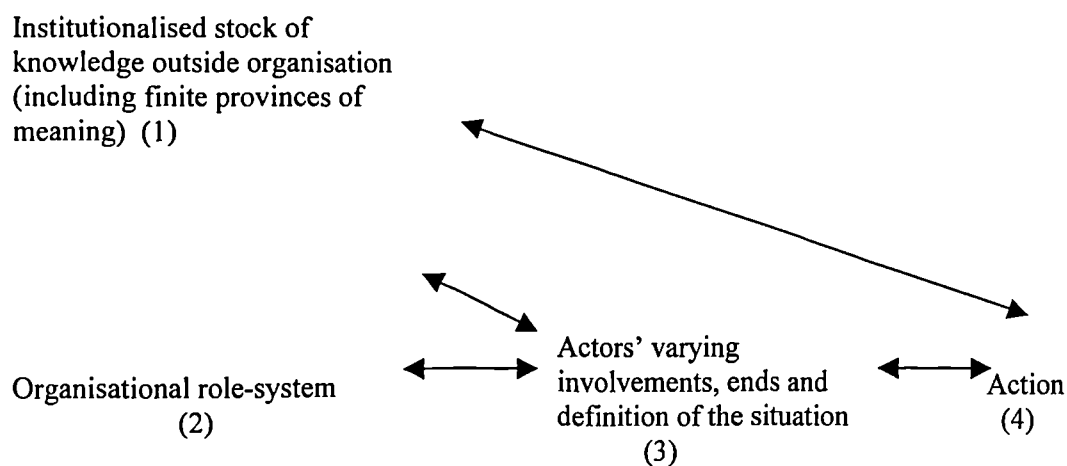 Institutionalised stock of
knowledge outside organisation
(including finite provinces of
meaning) (1)
Organisational role-system
(2)
Actors’ varying
involvements, ends and
definition of the situation
(3)
Action
(4)